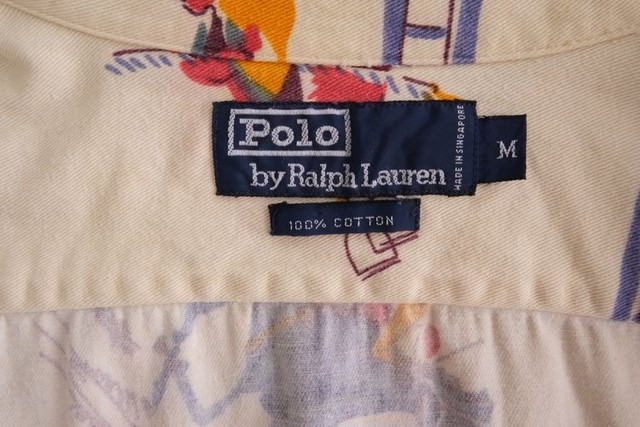 Polo
by Ralph Lauren
MADE IN SINGAPORE
M
100% COTTON